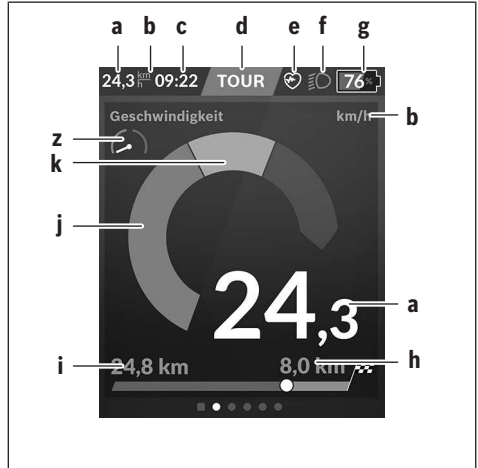 a b c d e f g
24,3 km/h 09:22 TOUR 76%
Geschwindigkeit km/h b
z
k
j
24,3 a
i 24,8 km 8,0 km h